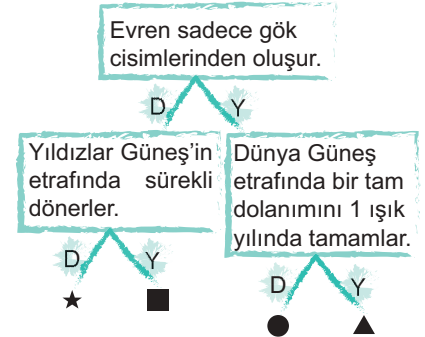 Evren sadece gök
cisimlerinden oluşur.
D Y
Yıldızlar Güneş'in
etrafında sürekli
dönerler.
Dünya Güneş
etrafında bir tam
dolanımını 1 ışık
yılında tamamlar.
D Y
D Y